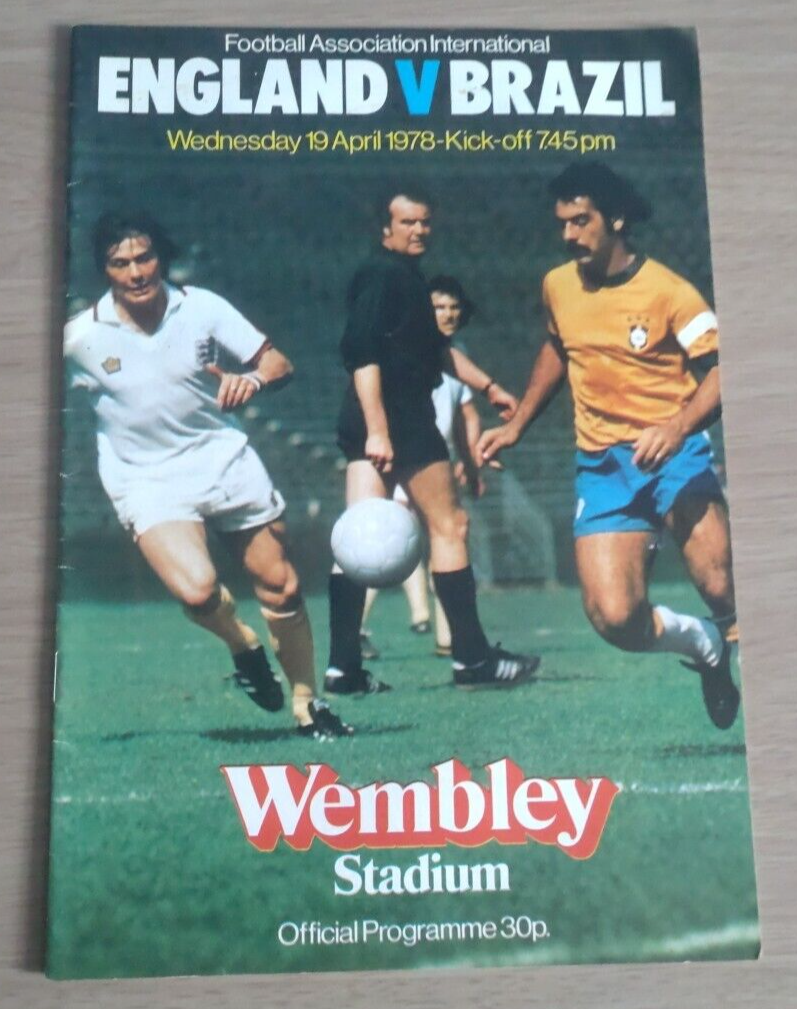 Football Association International
ENGLAND V BRAZIL
Wednesday 19 April 1978-Kick-off 7.45 pm
Wembley
Stadium
Official Programme 30p.